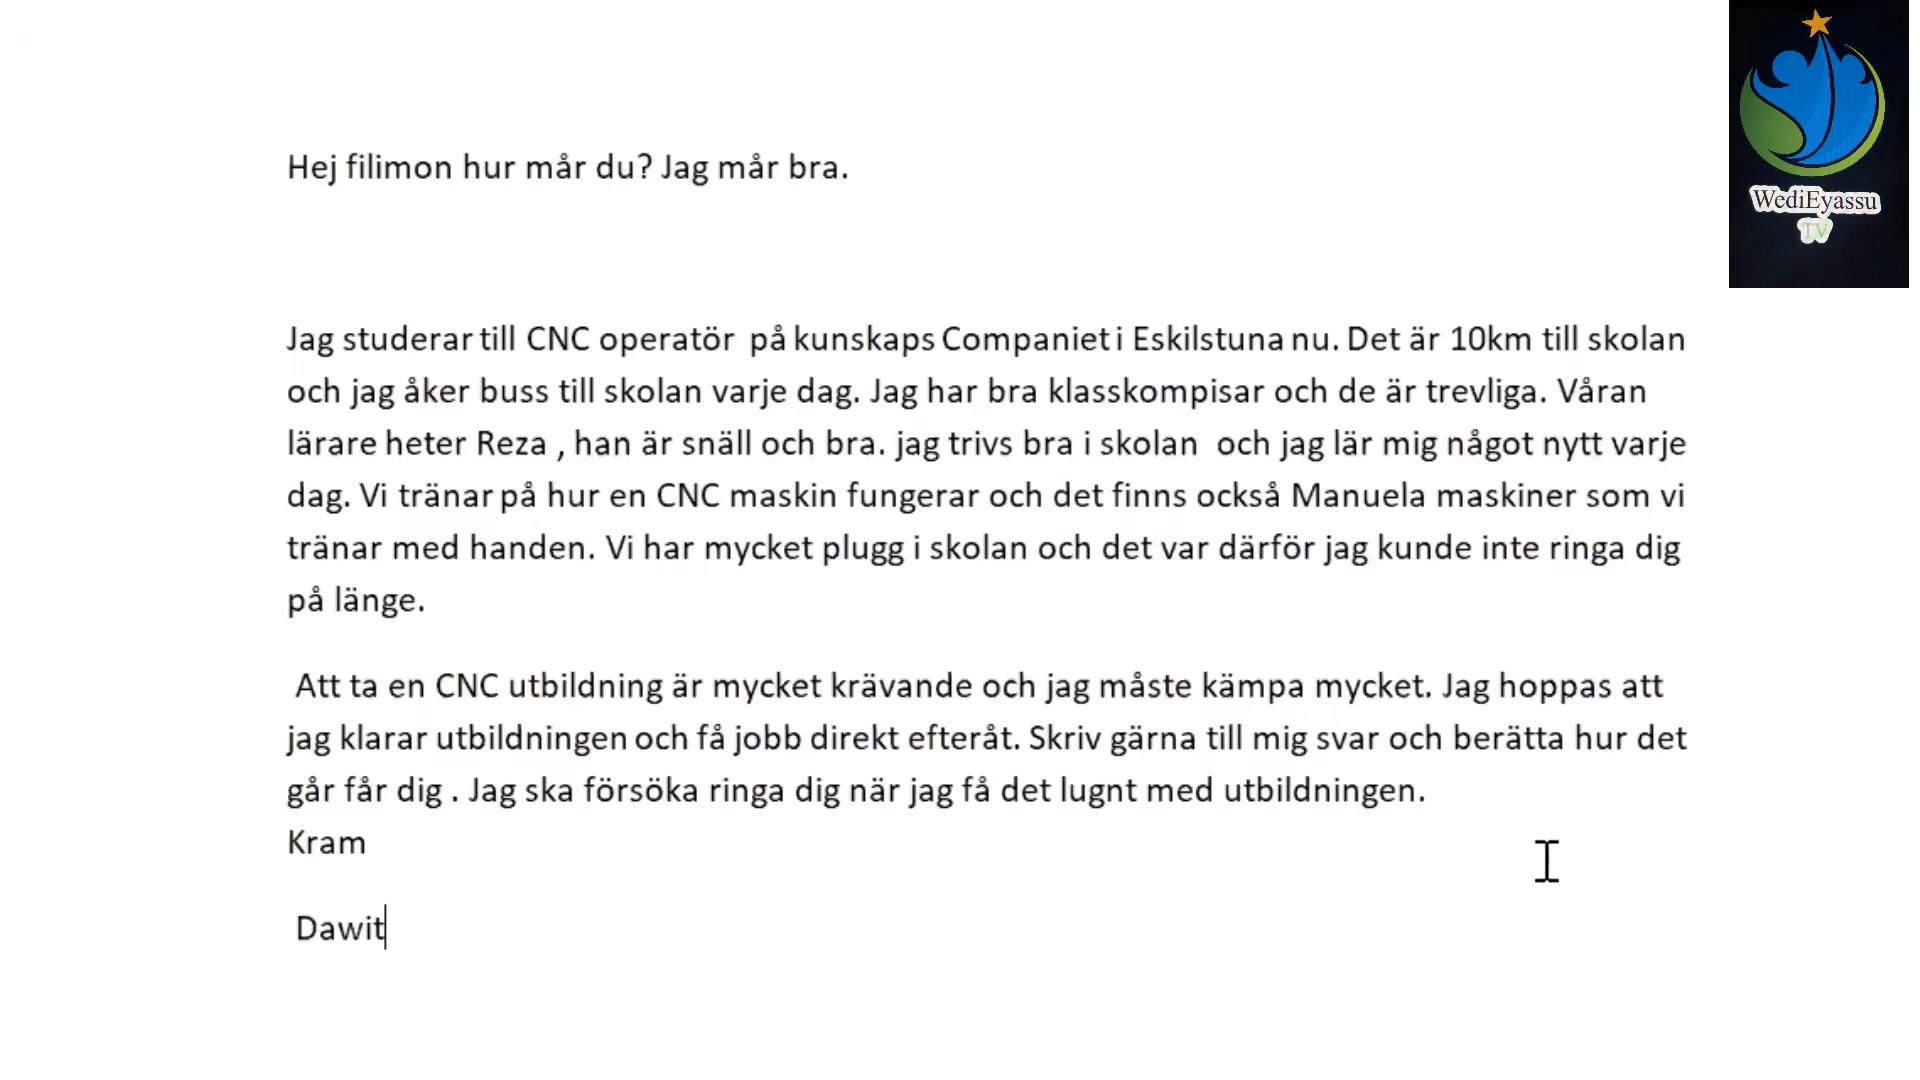 Hej filimon hur mår du? Jag mår bra.
WediEyassu
TV
Jag studerar till CNC operatör på kunskaps Companiet i Eskilstuna nu. Det är 10km till skolan
och jag åker buss till skolan varje dag. Jag har bra klasskompisar och de är trevliga. Våran
lärare heter Reza , han är snäll och bra. jag trivs bra i skolan och jag lär mig något nytt varje
dag. Vi tränar på hur en CNC maskin fungerar och det finns också Manuela maskiner som vi
tränar med handen. Vi har mycket plugg i skolan och det var därför jag kunde inte ringa dig
på länge.
Att ta en CNC utbildning är mycket krävande och jag måste kämpa mycket. Jag hoppas att
jag klarar utbildningen och få jobb direkt efteråt. Skriv gärna till mig svar och berätta hur det
går får dig . Jag ska försöka ringa dig när jag få det lugnt med utbildningen.
Kram
Dawit